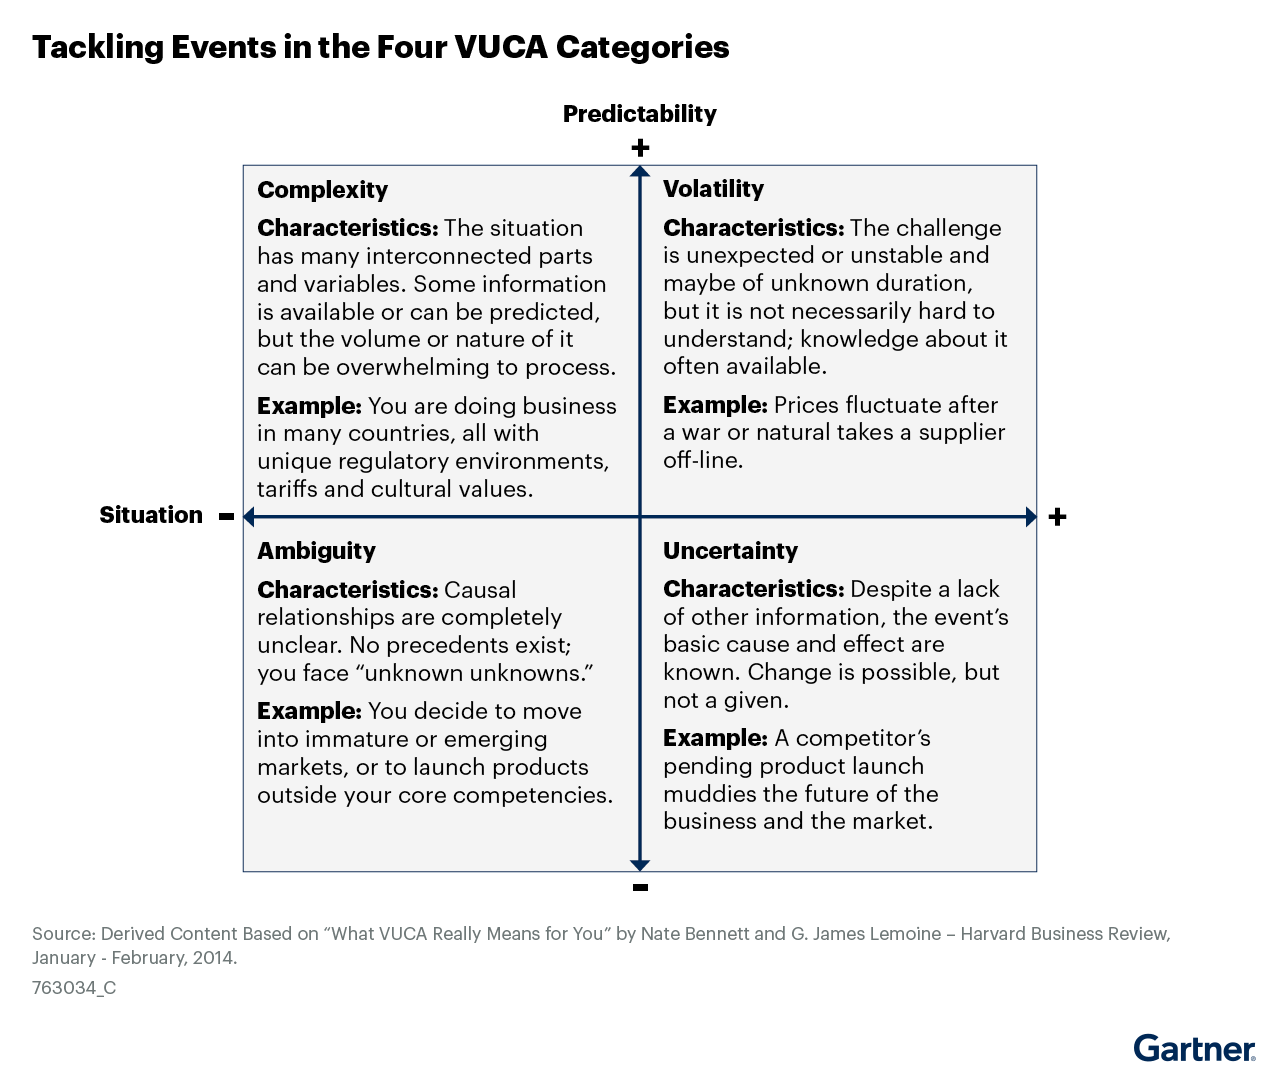 Tackling Events in the Four VUCA Categories
Predictability
+
Complexity
Characteristics: The situation
has many interconnected parts
and variables. Some information
is available or can be predicted,
but the volume or nature of it
can be overwhelming to process.
Example: You are doing business
in many countries, all with
unique regulatory environments,
tariffs and cultural values.
Volatility
Characteristics: The challenge
is unexpected or unstable and
maybe of unknown duration,
but it is not necessarily hard to
understand; knowledge about it
often available.
Example: Prices fluctuate after
a war or natural takes a supplier
off-line.
Situation -
+
Ambiguity
Characteristics: Causal
relationships are completely
unclear. No precedents exist;
you face “unknown unknowns.”
Example: You decide to move
into immature or emerging
markets, or to launch products
outside your core competencies.
Uncertainty
Characteristics: Despite a lack
of other information, the event’s
basic cause and effect are
known. Change is possible, but
not a given.
Example: A competitor’s
pending product launch
muddies the future of the
business and the market.
-
Source: Derived Content Based on “What VUCA Really Means for You” by Nate Bennett and G. James Lemoine – Harvard Business Review,
January - February, 2014.
763034_C
Gartner®